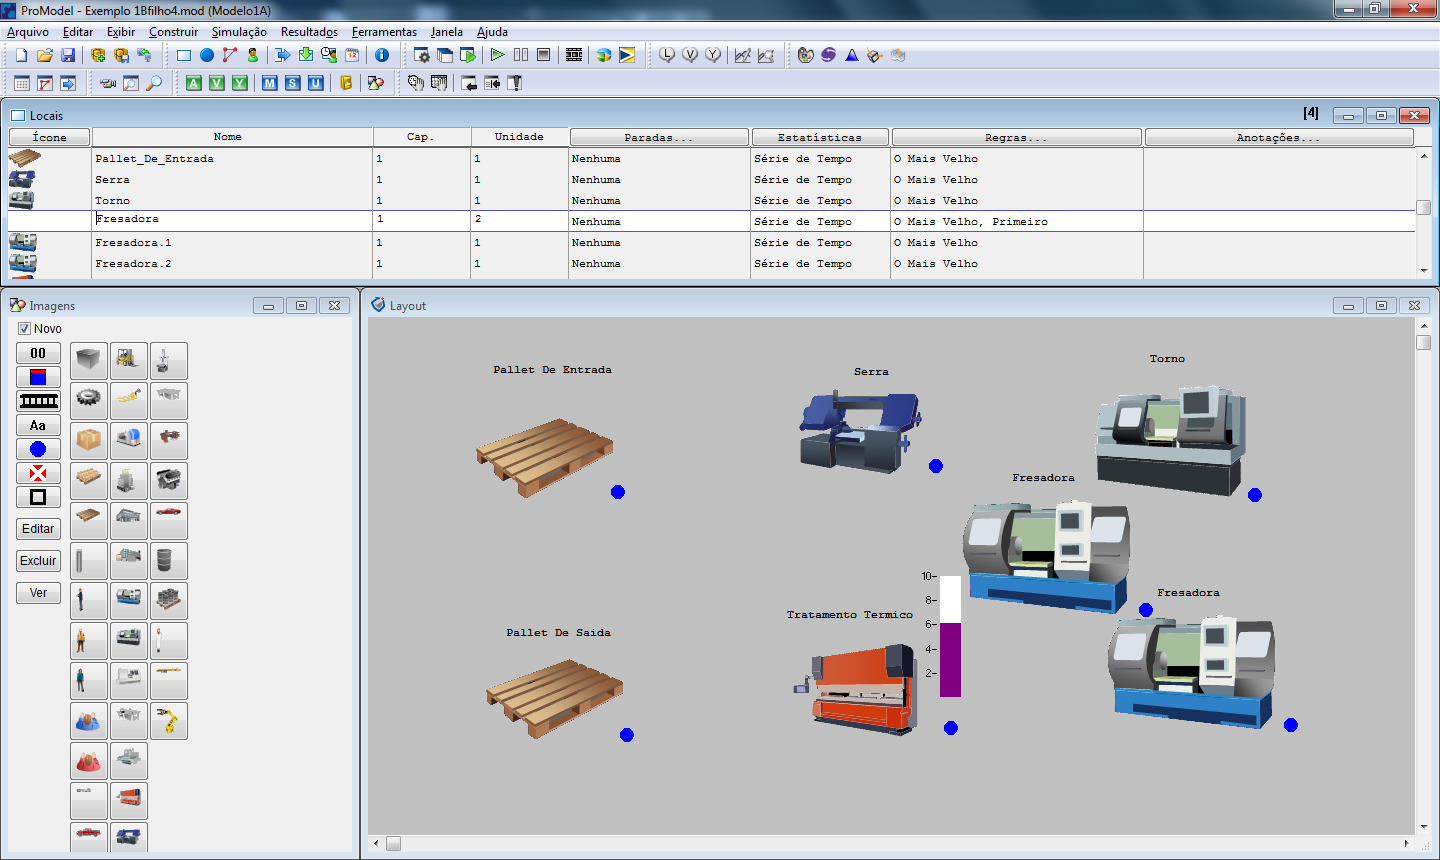 ProModel - Exemplo 1Bfilho4.mod (Modelo1A)
Arquivo Editar Exibir Construir Simulação Resultados Ferramentas Janela Ajuda
L V Y
A V Y M S U
Locais [4]
Ícone Nome Cap. Unidade Paradas... Estatísticas Regras... Anotações...
Pallet_De_Entrada 1 1 Nenhuma Série de Tempo O Mais Velho
Serra 1 1 Nenhuma Série de Tempo O Mais Velho
Torno 1 1 Nenhuma Série de Tempo O Mais Velho
Fresadora 1 2 Nenhuma Série de Tempo O Mais Velho, Primeiro
Fresadora.1 1 1 Nenhuma Série de Tempo O Mais Velho
Fresadora.2 1 1 Nenhuma Série de Tempo O Mais Velho
Imagens
Novo
00
Aa
Editar
Excluir
Ver
Layout
Pallet De Entrada
Serra
Torno
Fresadora
10
8
6
4
2
Fresadora
Tratamento Termico
Pallet De Saida